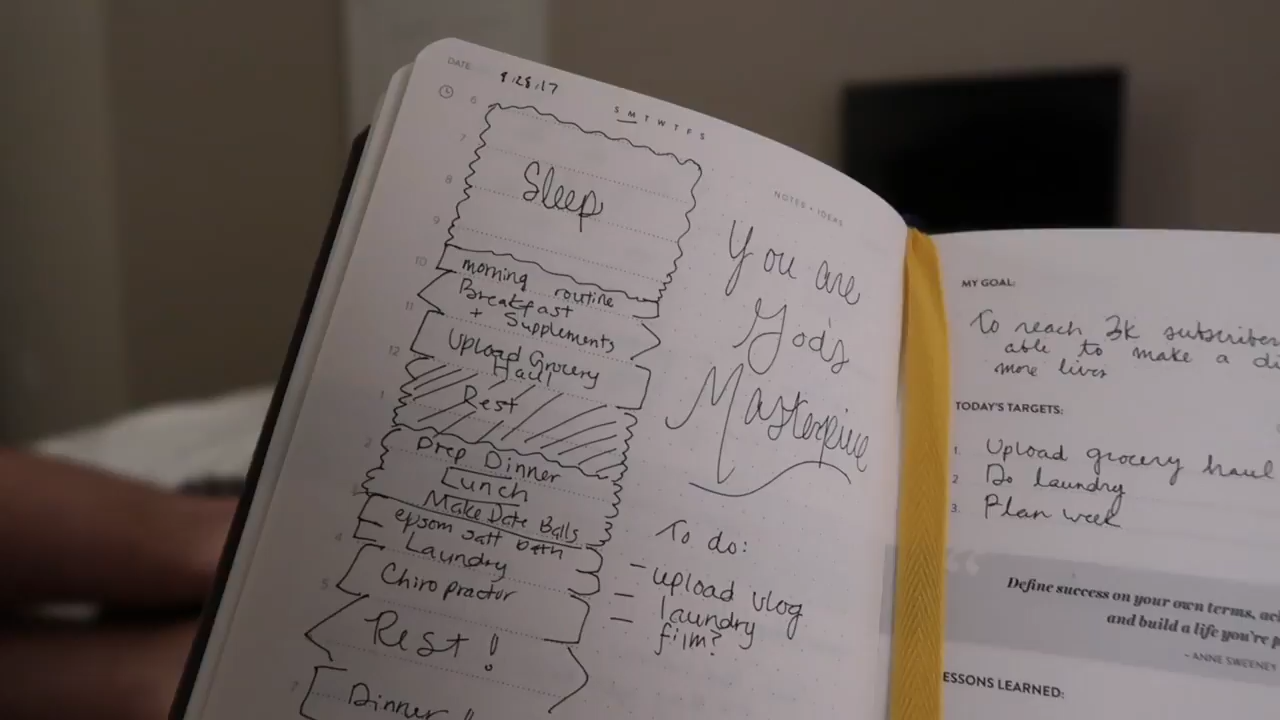 DATE
8.28.17
S M T W T F S
6
7
8
9
10
11
12
1
2
3
4
5
7
Sleep
morning routine
Breakfast
+ Supplements
Upload Grocery
Haul
Rest
Prep Dinner
Lunch
Make Date Balls
epsom salt bath
Laundry
Chiropractor
Rest!
Dinner
NOTES + IDEAS
You are
God's
Masterpiece
To do:
- upload vlog
- laundry
- film?
MY GOAL:
To reach 3k subscriber
able to make a
more lives
TODAY'S TARGETS:
1. Upload grocery haul
2 Do laundry
3. Plan week
Define success on your own terms,
and build a life you're
- ANNE SWEENEY
ESSONS LEARNED: